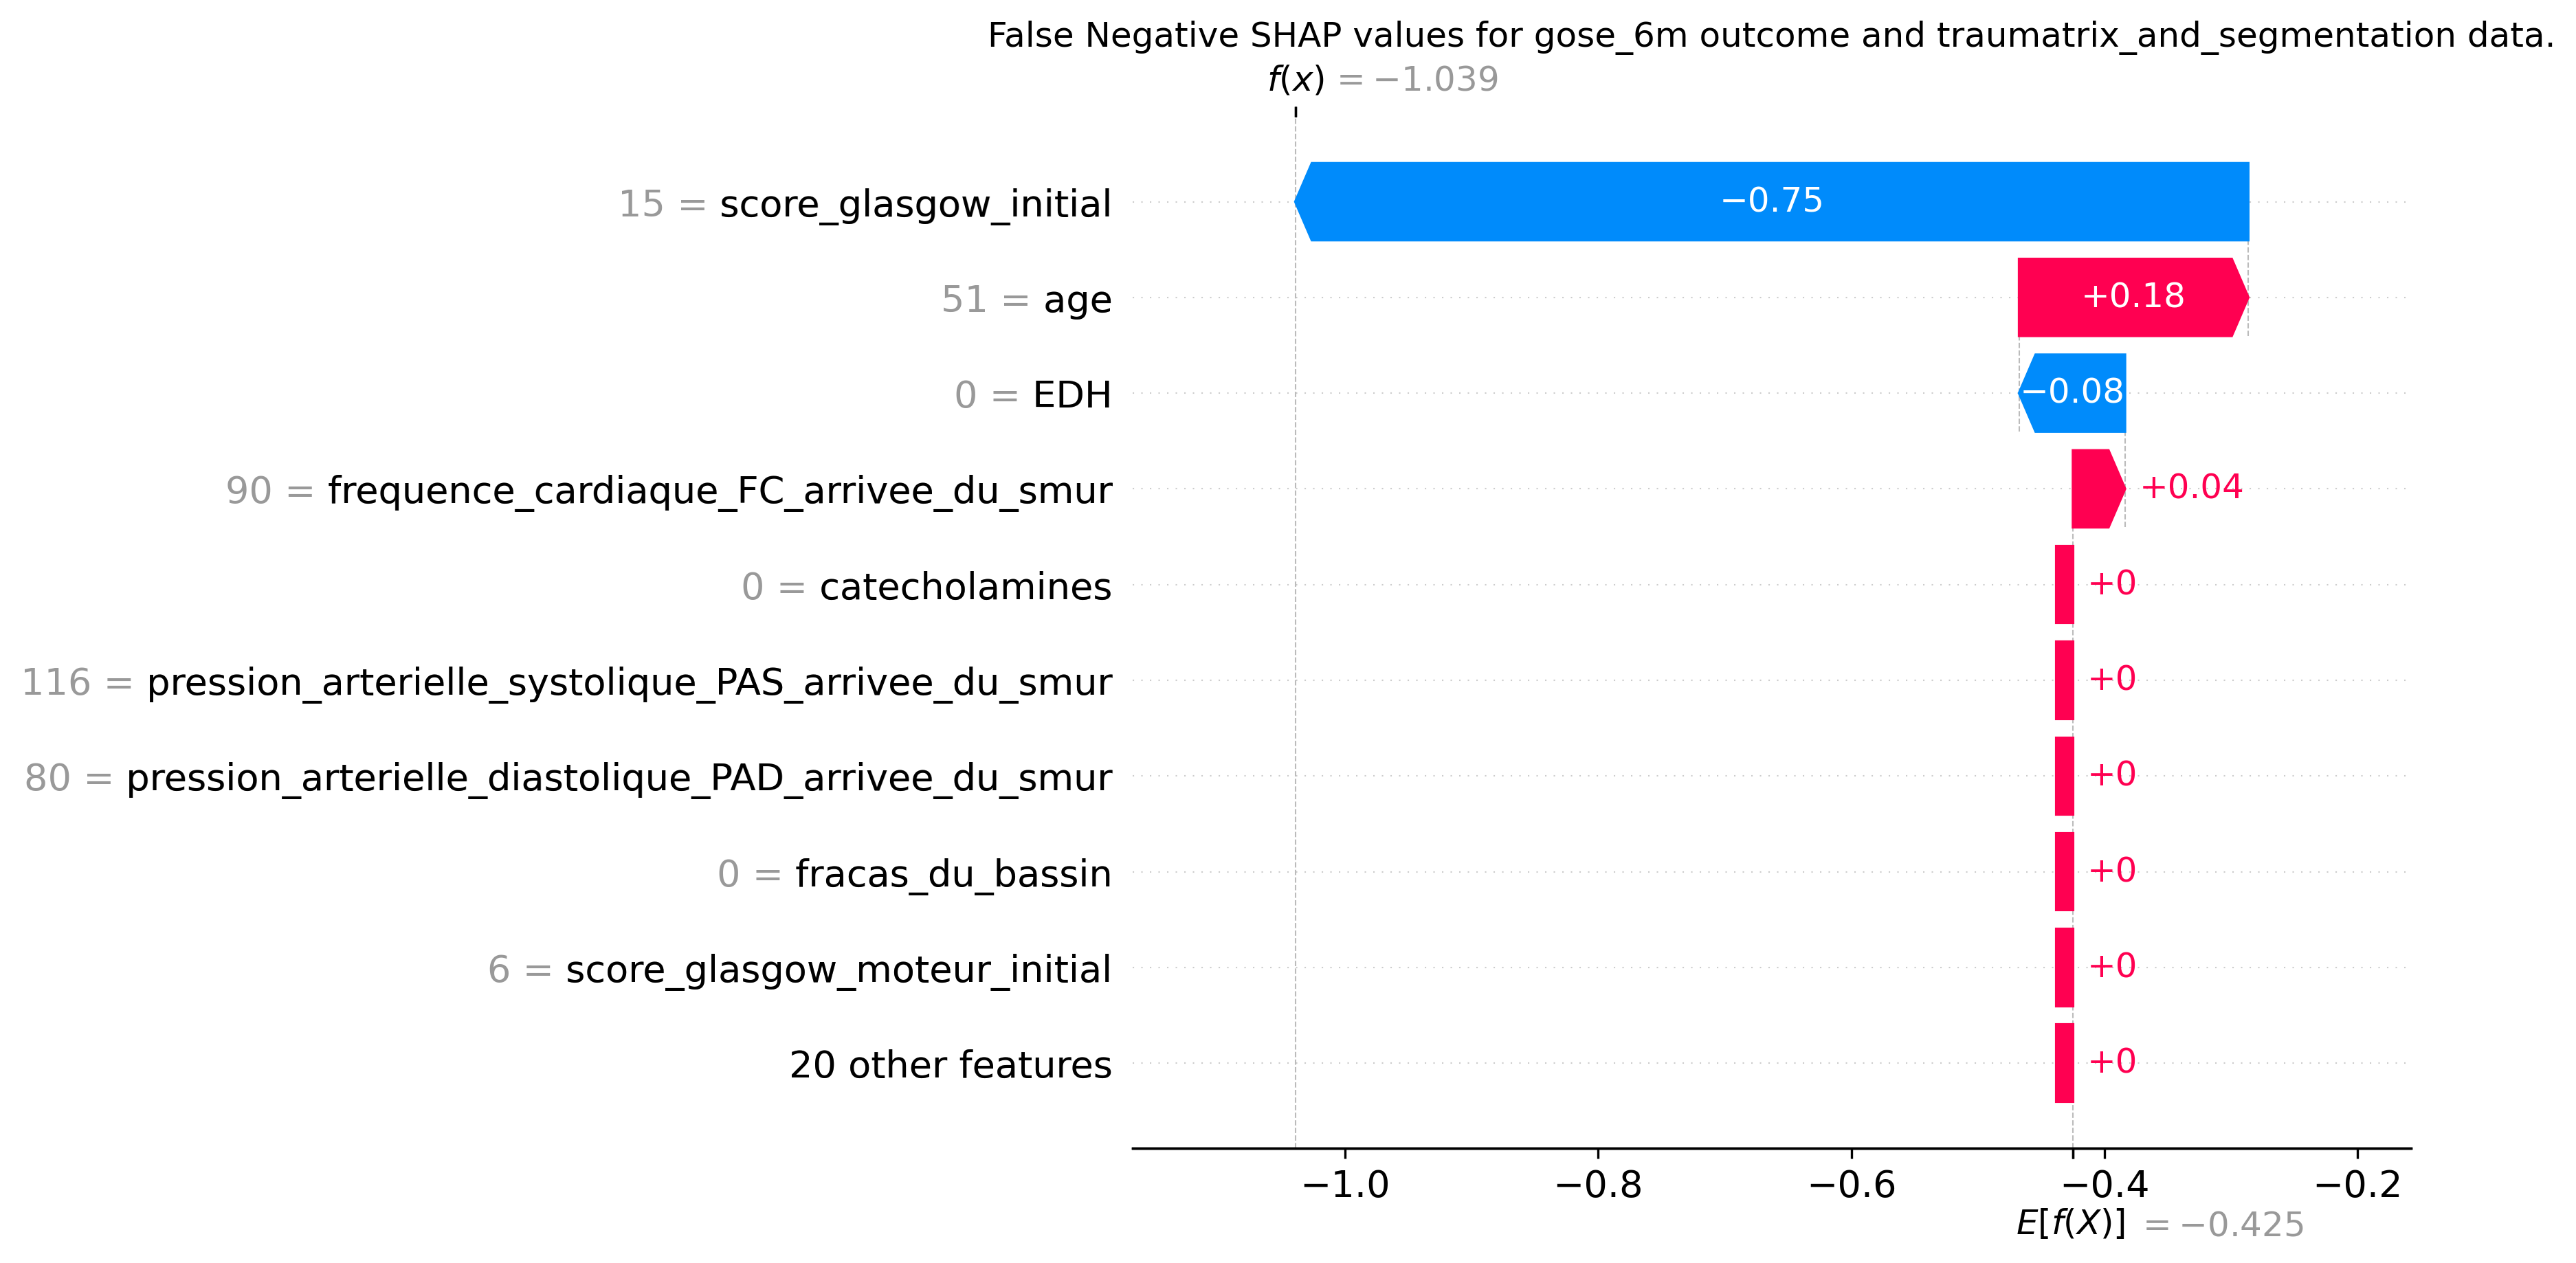 False Negative SHAP values for gose_6m outcome and traumatrix_and_segmentation data.
f(x) = −1.039
15 = score_glasgow_initial −0.75
51 = age +0.18
0 = EDH −0.08
90 = frequence_cardiaque_FC_arrivee_du_smur +0.04
0 = catecholamines +0
116 = pression_arterielle_systolique_PAS_arrivee_du_smur +0
80 = pression_arterielle_diastolique_PAD_arrivee_du_smur +0
0 = fracas_du_bassin +0
6 = score_glasgow_moteur_initial +0
20 other features +0
−1.0 −0.8 −0.6 −0.4 −0.2
E[f(X)] = −0.425